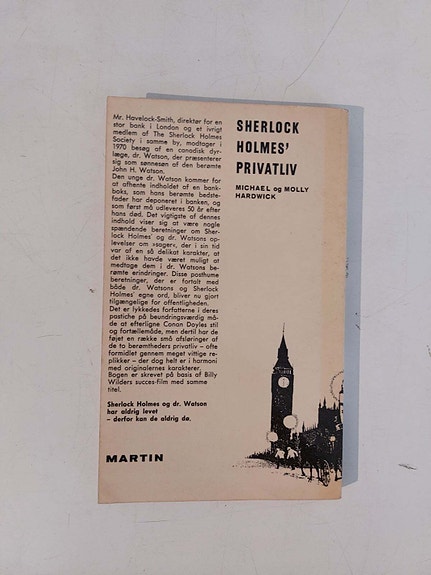 Mr. Havelock-Smith, direktør for en
stor bank i London og et ivrigt
medlem af The Sherlock Holmes
Society i samme by, modtager i
1970 besøg af en canadisk dyr-
læge, dr. Watson, der præsenterer
sig som sønnesøn af den berømte
John H. Watson.
Den unge dr. Watson kommer for
at afhente indholdet af en bank-
boks, som hans berømte bedste-
fader har deponeret i banken, og
som først må udleveres 50 år efter
hans død. Det vigtigste af dennes
indhold viser sig at være nogle
spændende beretninger om Sher-
lock Holmes' og dr. Watsons op-
levelser om »sager«, der i sin tid
var af en så delikat karakter, at
det ikke havde været muligt at
medtage dem i dr. Watsons be-
rømte erindringer. Disse posthume
beretninger, der er fortalt med
både dr. Watsons og Sherlock
Holmes' egne ord, bliver nu gjort
tilgængelige for offentligheden.
Det er lykkedes forfatterne i deres
pastiche på beundringsværdig må-
de at efterligne Conan Doyles stil
og fortællemåde, men dertil har de
føjet en række små afsløringer af
de to berømtheders privatliv – ofte
formidlet gennem meget vittige re-
plikker – der dog helt er i harmoni
med originalernes karakterer.
Bogen er skrevet på basis af Billy
Wilders succes-film med samme
titel.
Sherlock Holmes og dr. Watson
har aldrig levet
– derfor kan de aldrig dø.
MARTIN
SHERLOCK
HOLMES'
PRIVATLIV
MICHAEL og MOLLY
HARDWICK